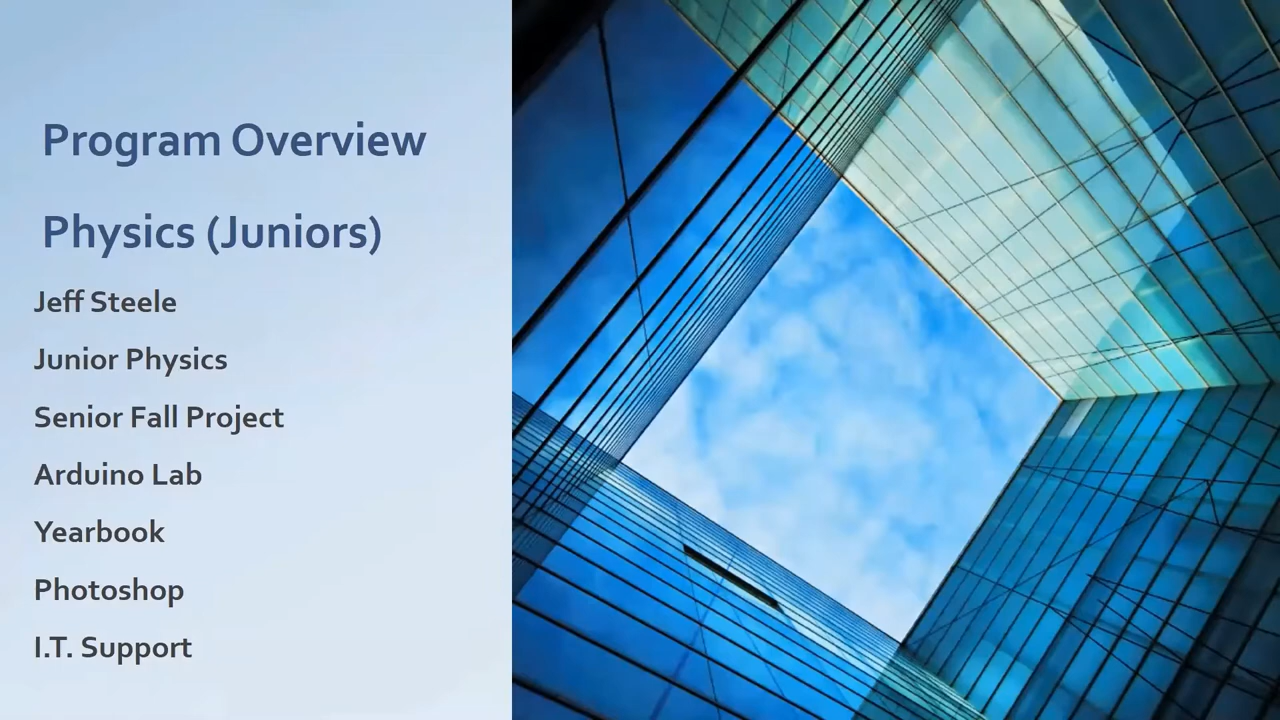 Program Overview
Physics (Juniors)
Jeff Steele
Junior Physics
Senior Fall Project
Arduino Lab
Yearbook
Photoshop
I.T. Support